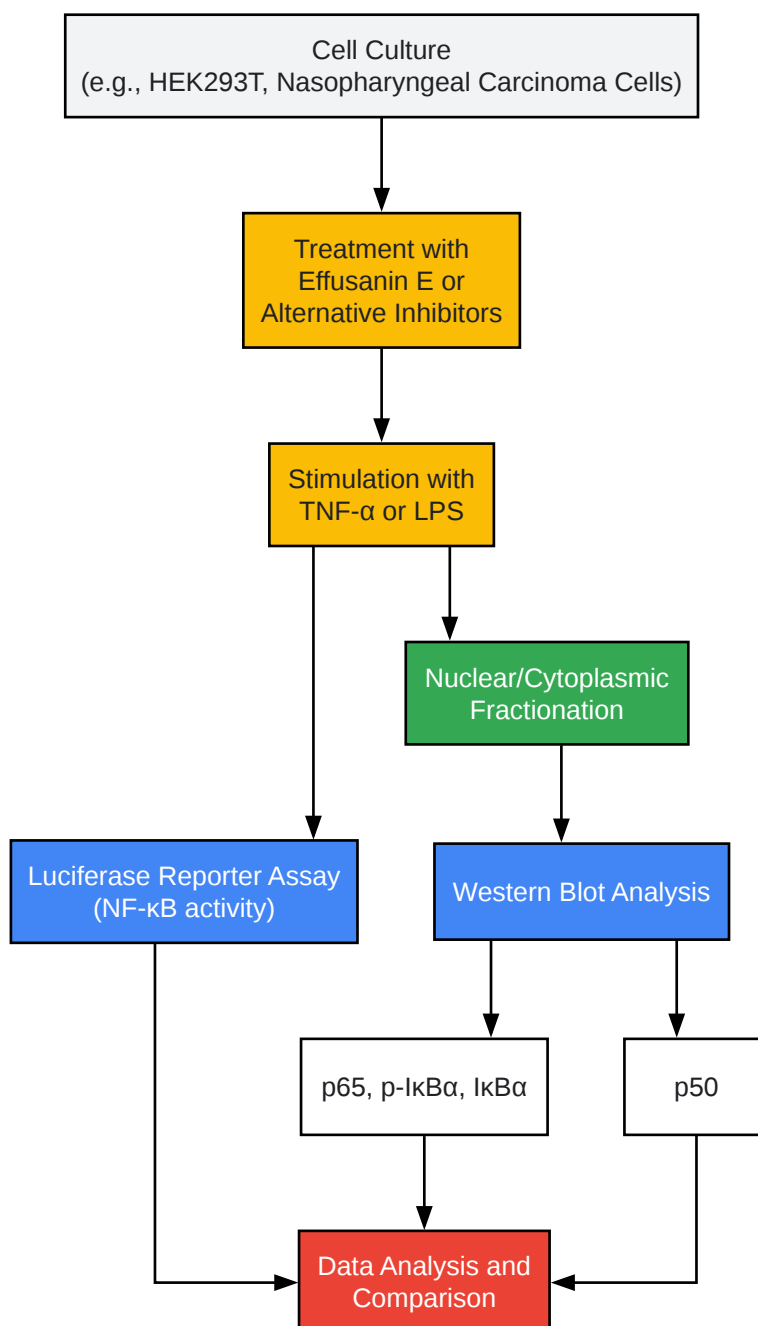 Cell Culture
(e.g., HEK293T, Nasopharyngeal Carcinoma Cells)
Treatment with
Effusanin E or
Alternative Inhibitors
Stimulation with
TNF-α or LPS
Nuclear/Cytoplasmic
Fractionation
Luciferase Reporter Assay
(NF-κB activity)
Western Blot Analysis
p65, p-IκBα, IκBα
p50
Data Analysis and
Comparison